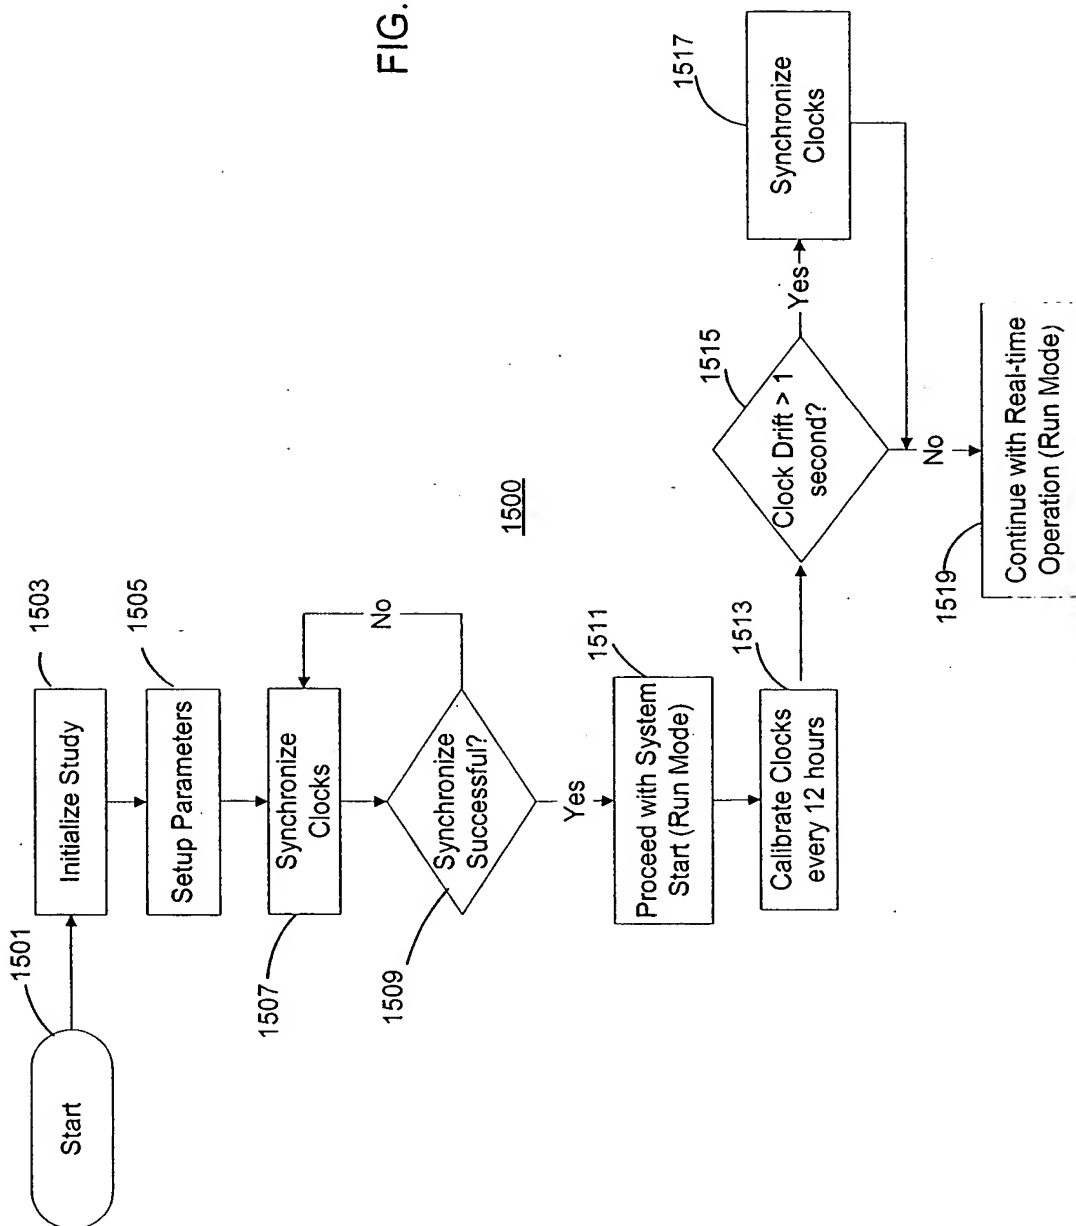 FIG.
1501
Start
1503
Initialize Study
1505
Setup Parameters
1507
Synchronize
Clocks
No
1509
Synchronize
Successful?
Yes
1500
1511
Proceed with System
Start (Run Mode)
1513
Calibrate Clocks
every 12 hours
1515
Clock Drift > 1
second?
Yes
1517
Synchronize
Clocks
No
1519
Continue with Real-time
Operation (Run Mode)